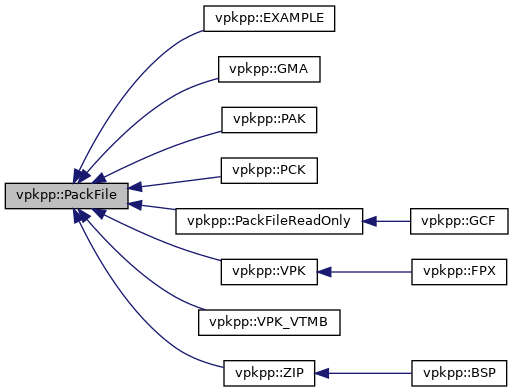 vpkpp::EXAMPLE
vpkpp::GMA
vpkpp::PAK
vpkpp::PCK
vpkpp::PackFile
vpkpp::PackFileReadOnly
vpkpp::GCF
vpkpp::VPK
vpkpp::FPX
vpkpp::VPK_VTMB
vpkpp::ZIP
vpkpp::BSP